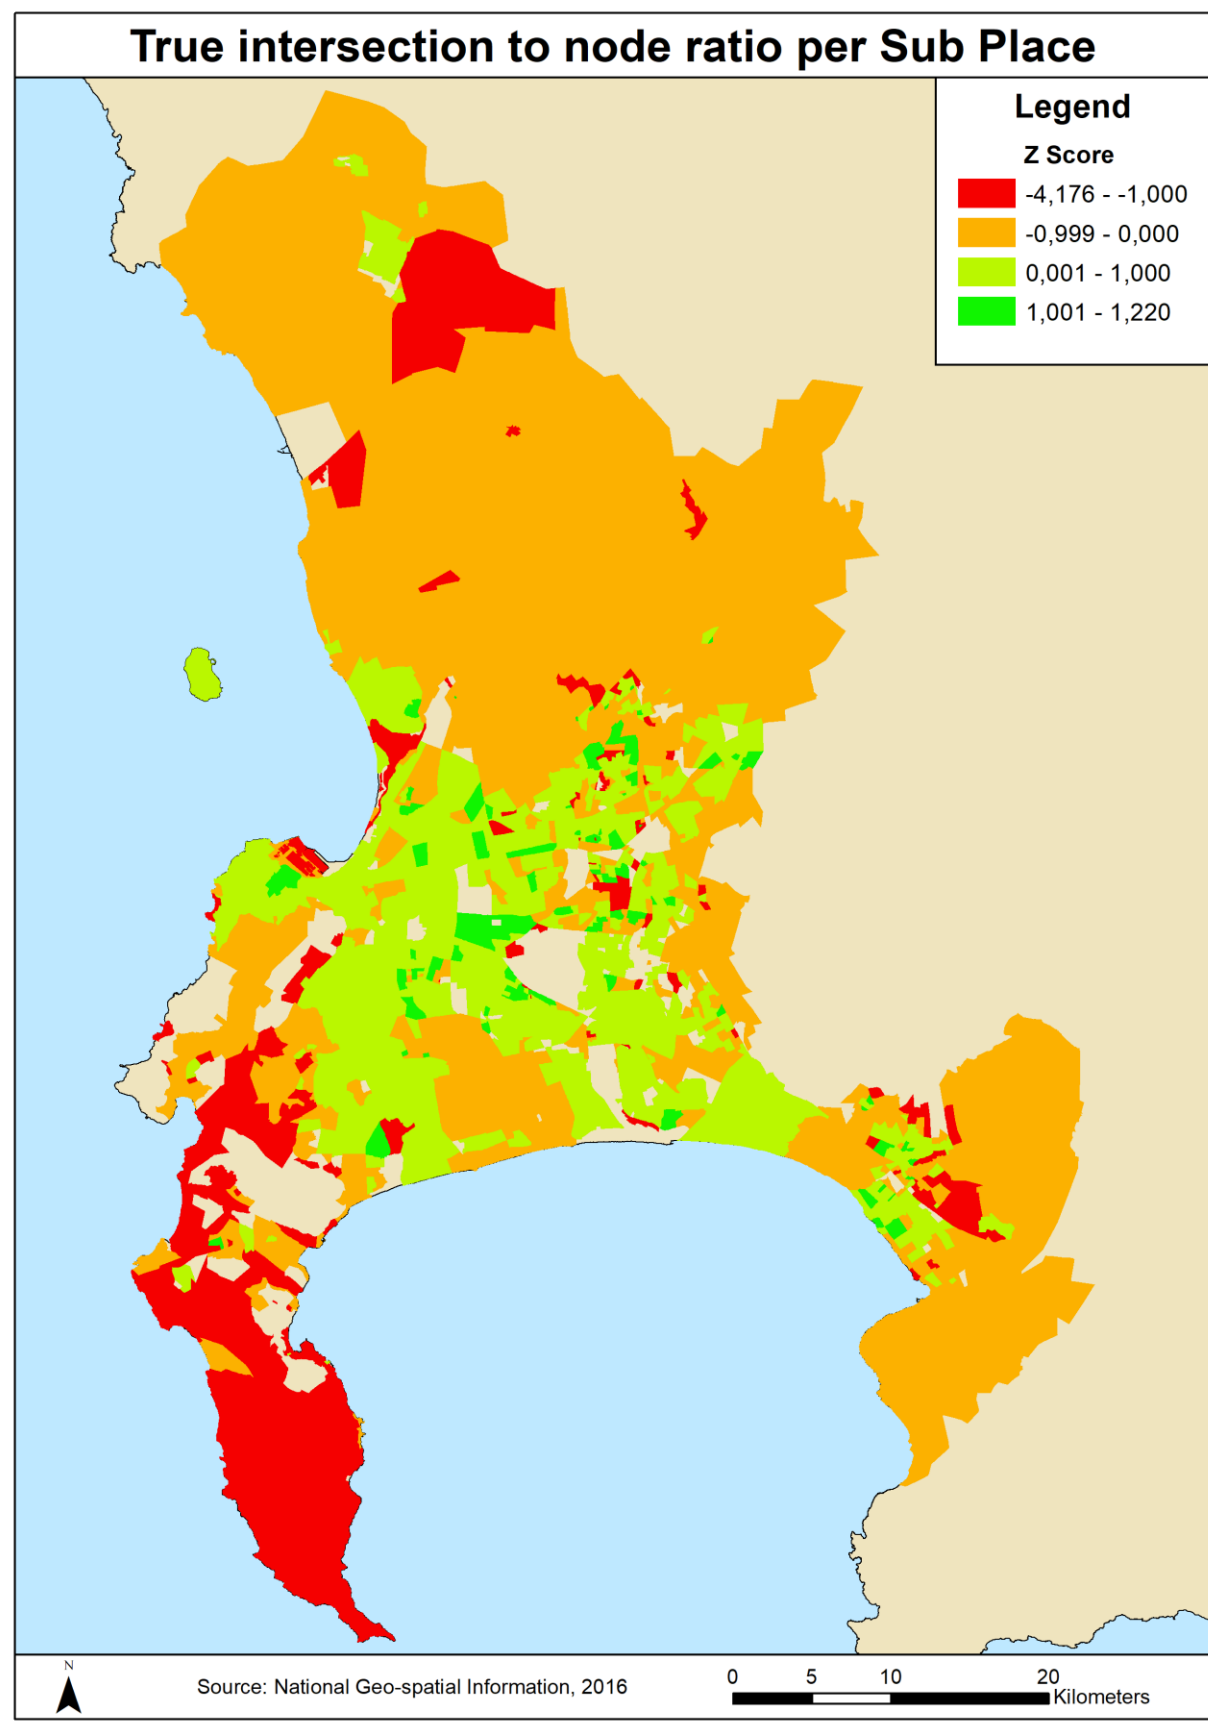 True intersection to node ratio per Sub Place
Legend
Z Score
-4,176 - -1,000
-0,999 - 0,000
0,001 - 1,000
1,001 - 1,220
N
Source: National Geo-spatial Information, 2016
0 5 10 20
Kilometers